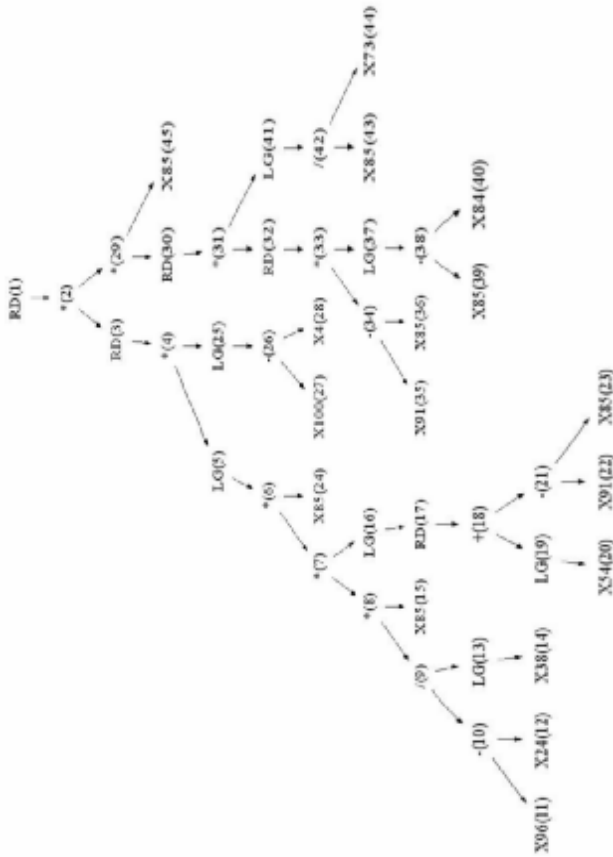 RD(1)
*(2)
RD(3)
*(29)
*(4)
RD(30)
X85(45)
LG(5)
LG(25)
*(31)
*(6)
-(26)
RD(32)
LG(41)
*(7)
X85(24)
X100(27)
X4(28)
*(33)
/(42)
*(8)
LG(16)
-(34)
LG(37)
X85(43)
X73(44)
/(9)
X85(15)
RD(17)
X91(35)
X85(36)
-(38)
-(10)
LG(13)
+(18)
X85(39)
X84(40)
X96(11)
X24(12)
X38(14)
LG(19)
-(21)
X54(20)
X91(22)
X85(23)